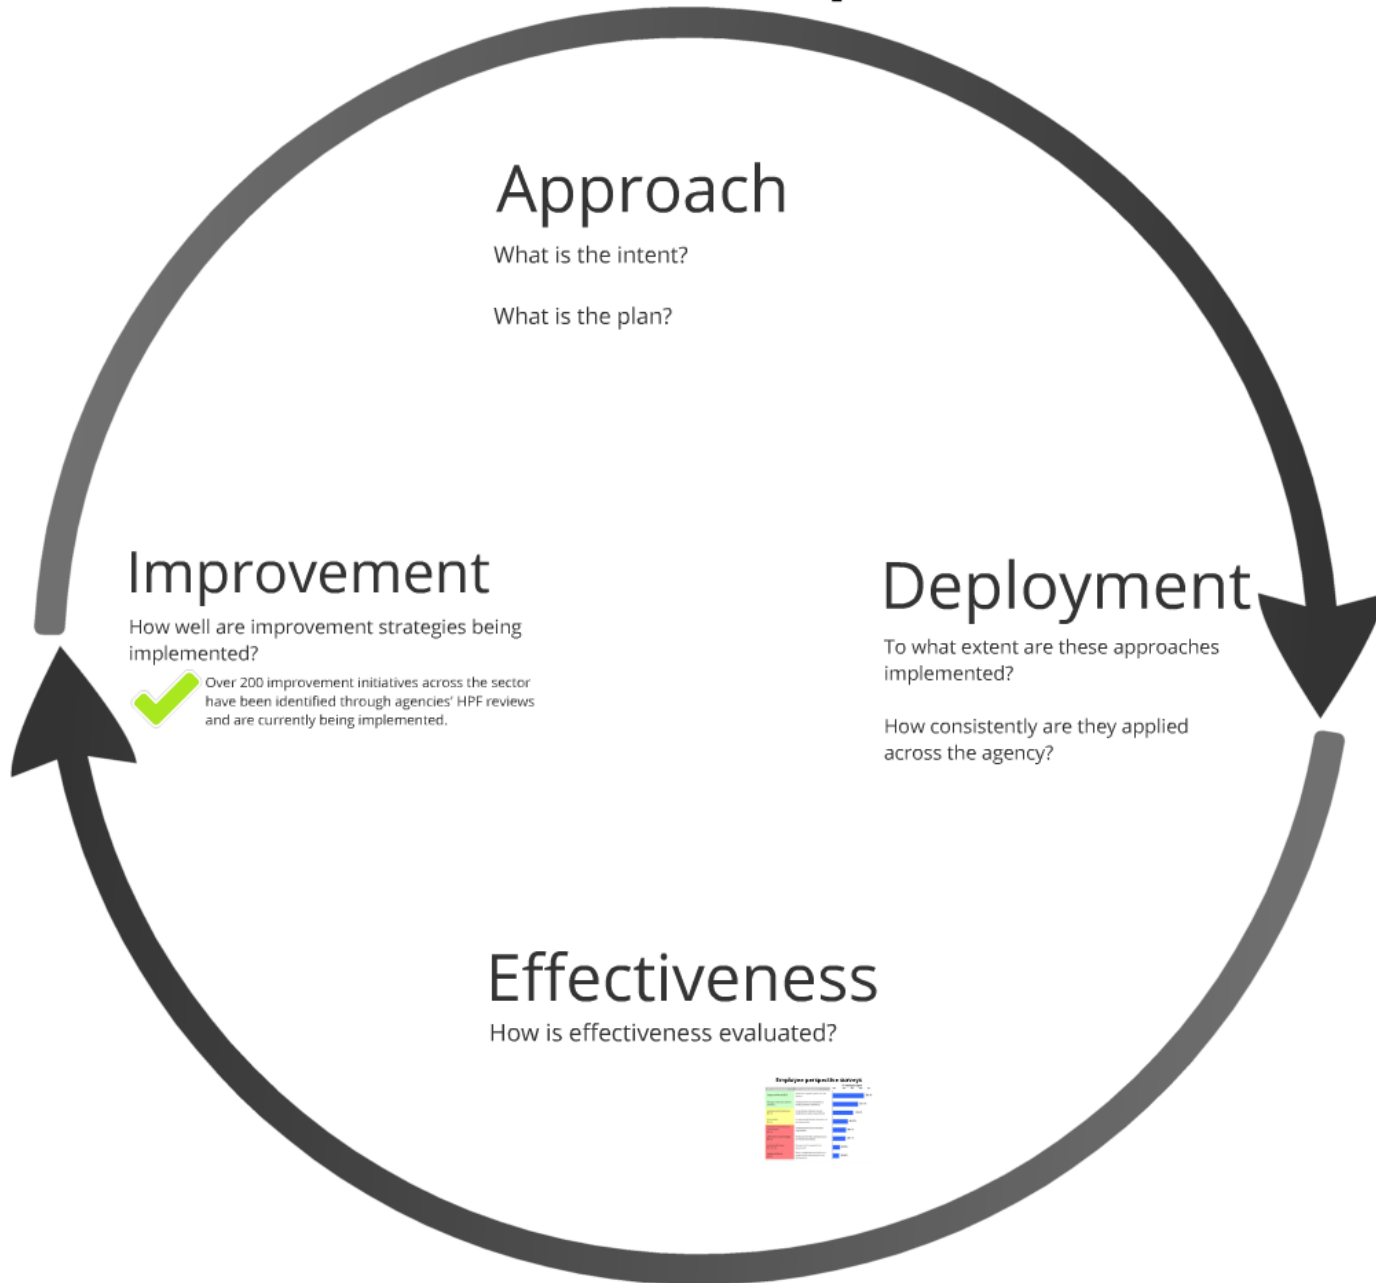 Approach
What is the intent?
What is the plan?
Improvement
How well are improvement strategies being
implemented?
Over 200 improvement initiatives across the sector
have been identified through agencies' HPF reviews
and are currently being implemented.
Deployment
To what extent are these approaches
implemented?
How consistently are they applied
across the agency?
Effectiveness
How is effectiveness evaluated?
Employee perspective surveys